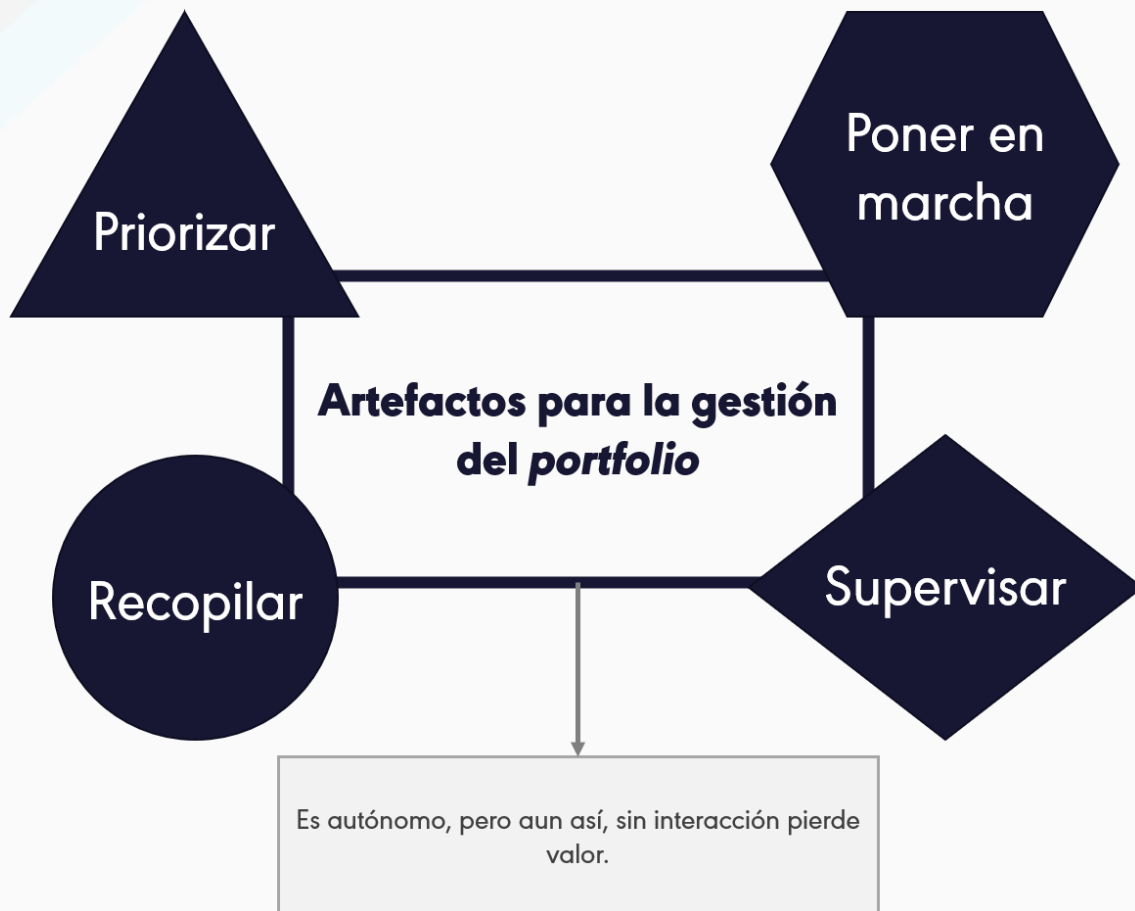 Priorizar
Poner en
marcha
Artefactos para la gestión
del portfolio
Recopilar
Supervisar
Es autónomo, pero aun así, sin interacción pierde
valor.